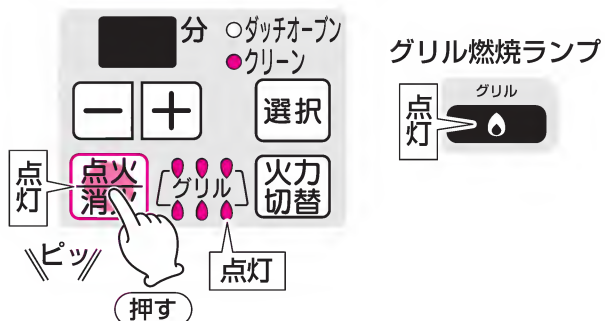 分
ダッチオーブン
クリーン
選択
点灯
点火
消火
グリル
火力
切替
ピッ
点灯
押す
グリル燃焼ランプ
グリル
点灯